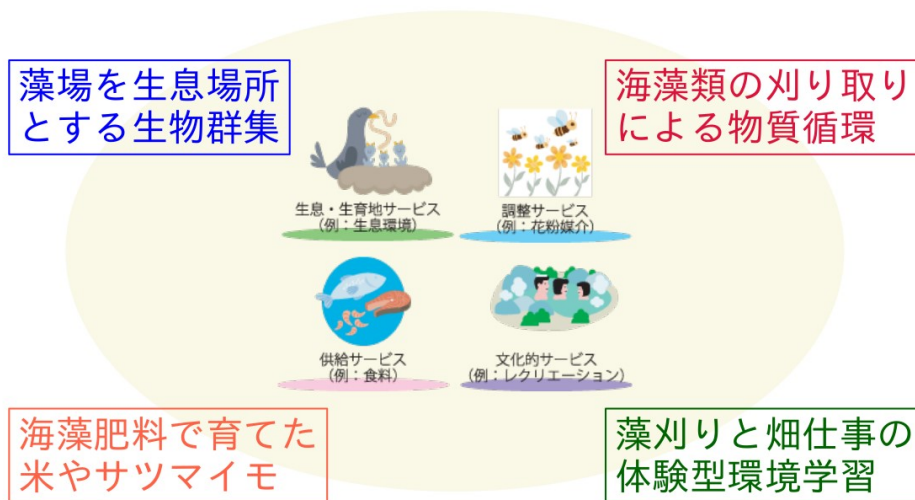 藻場を生息場所
とする生物群集
海藻類の刈り取り
による物質循環
生息・生育地サービス
（例：生息環境）
調整サービス
（例：花粉媒介）
供給サービス
（例：食料）
文化的サービス
（例：レクリエーション）
海藻肥料で育てた
米やサツマイモ
藻刈りと畑仕事の
体験型環境学習